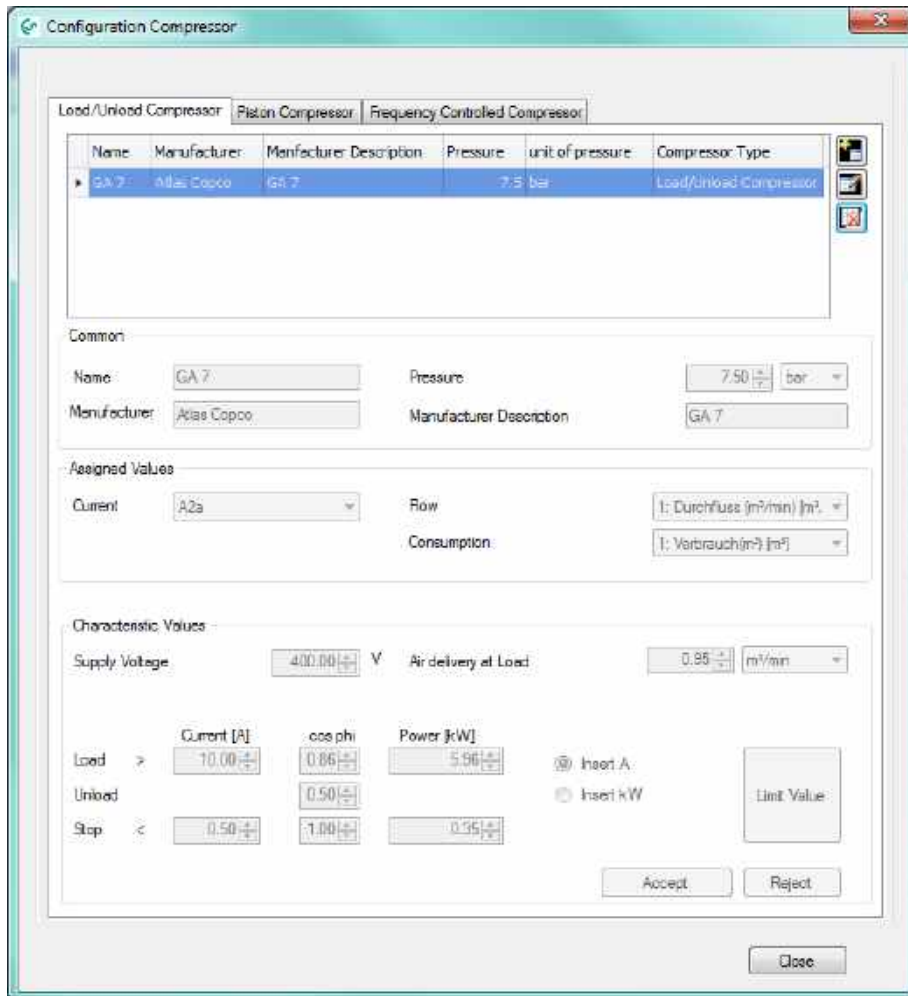 Configuration Compressor
Load/Unload Compressor Piston Compressor Frequency Controlled Compressor
Name Manufacturer Manfacturer Description Pressure unit of pressure Compressor Type
GA 7 Atlas Copco GA 7 7.5 bar Load/Unload Compressor
Common
Name GA 7 Pressure 7.50 bar
Manufacturer Atlas Copco Manufacturer Description GA 7
Assigned Values
Current A2a Flow 1: Durchfluss (m³/min) [m³.
Consumption 1: Verbrauch(m³) [m³]
Characteristic Values
Supply Voltage 400.00 V Air delivery at Load 0.95 m³/min
Current [A] cos phi Power [kW]
Load > 10.00 0.86 5.96 Insert A
Unload 0.50 Insert kW Limit Value
Stop < 0.50 1.00 0.35
Accept Reject
Close